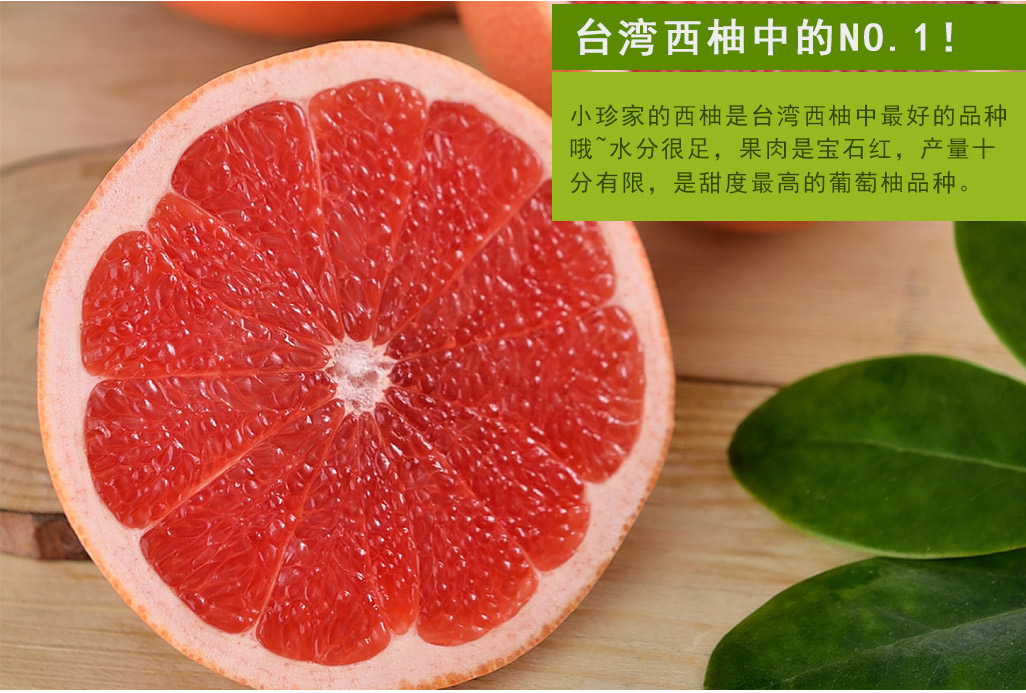 台湾西柚中的NO.1!
小珍家的西柚是台湾西柚中最好的品种
哦~水分很足，果肉是宝石红，产量十
分有限，是甜度最高的葡萄柚品种。